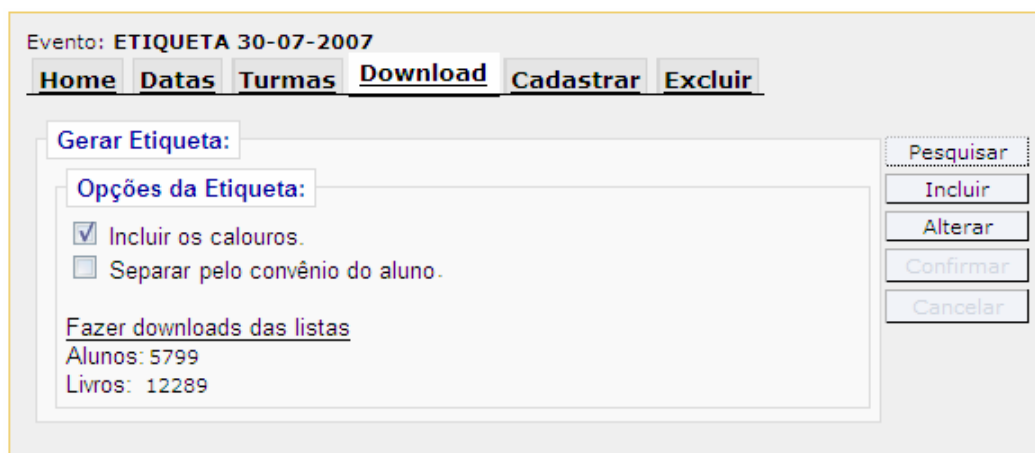 Evento: ETIQUETA 30-07-2007
Home Datas Turmas Download Cadastrar Excluir
Gerar Etiqueta:
Opções da Etiqueta:
Incluir os calouros.
Separar pelo convênio do aluno.
Fazer downloads das listas
Alunos: 5799
Livros: 12289
Pesquisar
Incluir
Alterar
Confirmar
Cancelar